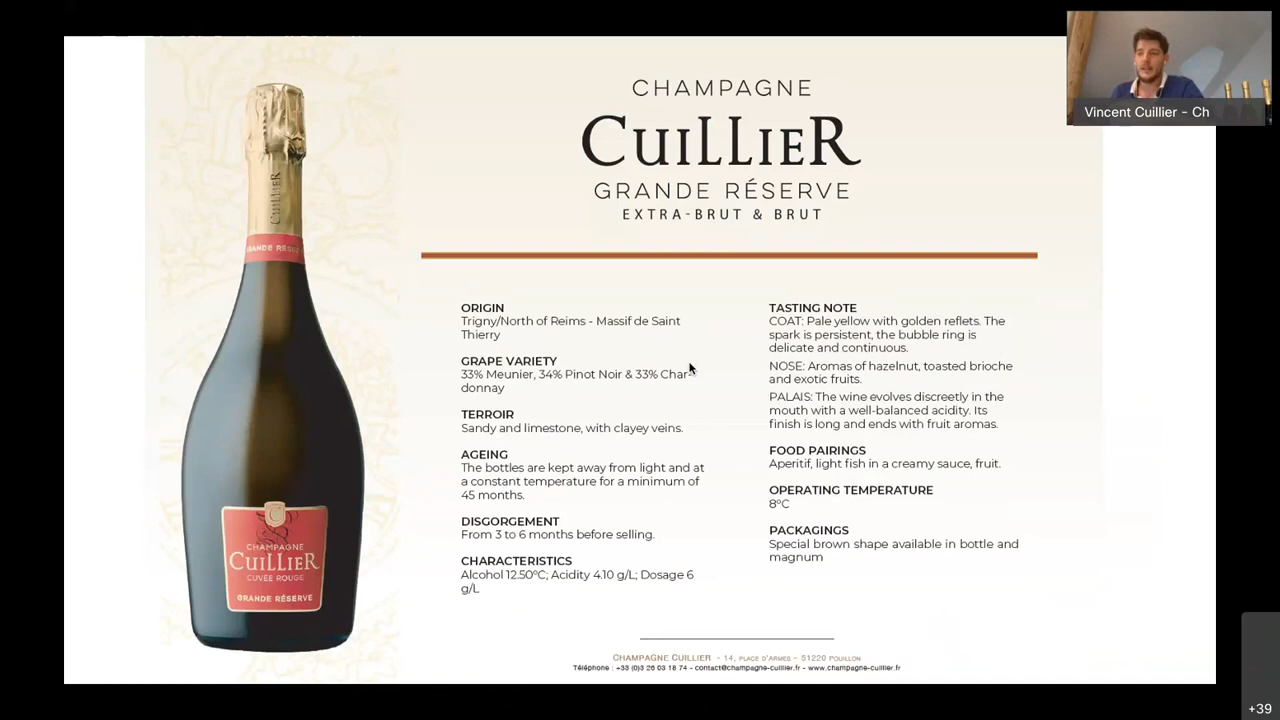 CHAMPAGNE
CUILLIER
GRANDE RÉSERVE
EXTRA-BRUT & BRUT
Vincent Cuillier - Ch
CUILLIER
CHAMPAGNE
CUILLIER
CUVÉE ROUGE
GRANDE RÉSERVE
ORIGIN
Trigny/North of Reims - Massif de Saint
Thierry
GRAPE VARIETY
33% Meunier, 34% Pinot Noir & 33% Char-
donnay
TERROIR
Sandy and limestone, with clayey veins.
AGEING
The bottles are kept away from light and at
a constant temperature for a minimum of
45 months.
DISGORGEMENT
From 3 to 6 months before selling.
CHARACTERISTICS
Alcohol 12.50°C; Acidity 4.10 g/L; Dosage 6
g/L
TASTING NOTE
COAT: Pale yellow with golden reflets. The
spark is persistent, the bubble ring is
delicate and continuous.
NOSE: Aromas of hazelnut, toasted brioche
and exotic fruits.
PALAIS: The wine evolves discreetly in the
mouth with a well-balanced acidity. Its
finish is long and ends with fruit aromas.
FOOD PAIRINGS
Aperitif, light fish in a creamy sauce, fruit.
OPERATING TEMPERATURE
8°C
PACKAGINGS
Special brown shape available in bottle and
magnum
CHAMPAGNE CUILLIER - 14, PLACE D'ARMES - 51220 POUILLON
Téléphone : +33 (0)3 26 03 18 74 - contact@champagne-cuillier.fr - www.champagne-cuillier.fr
+39